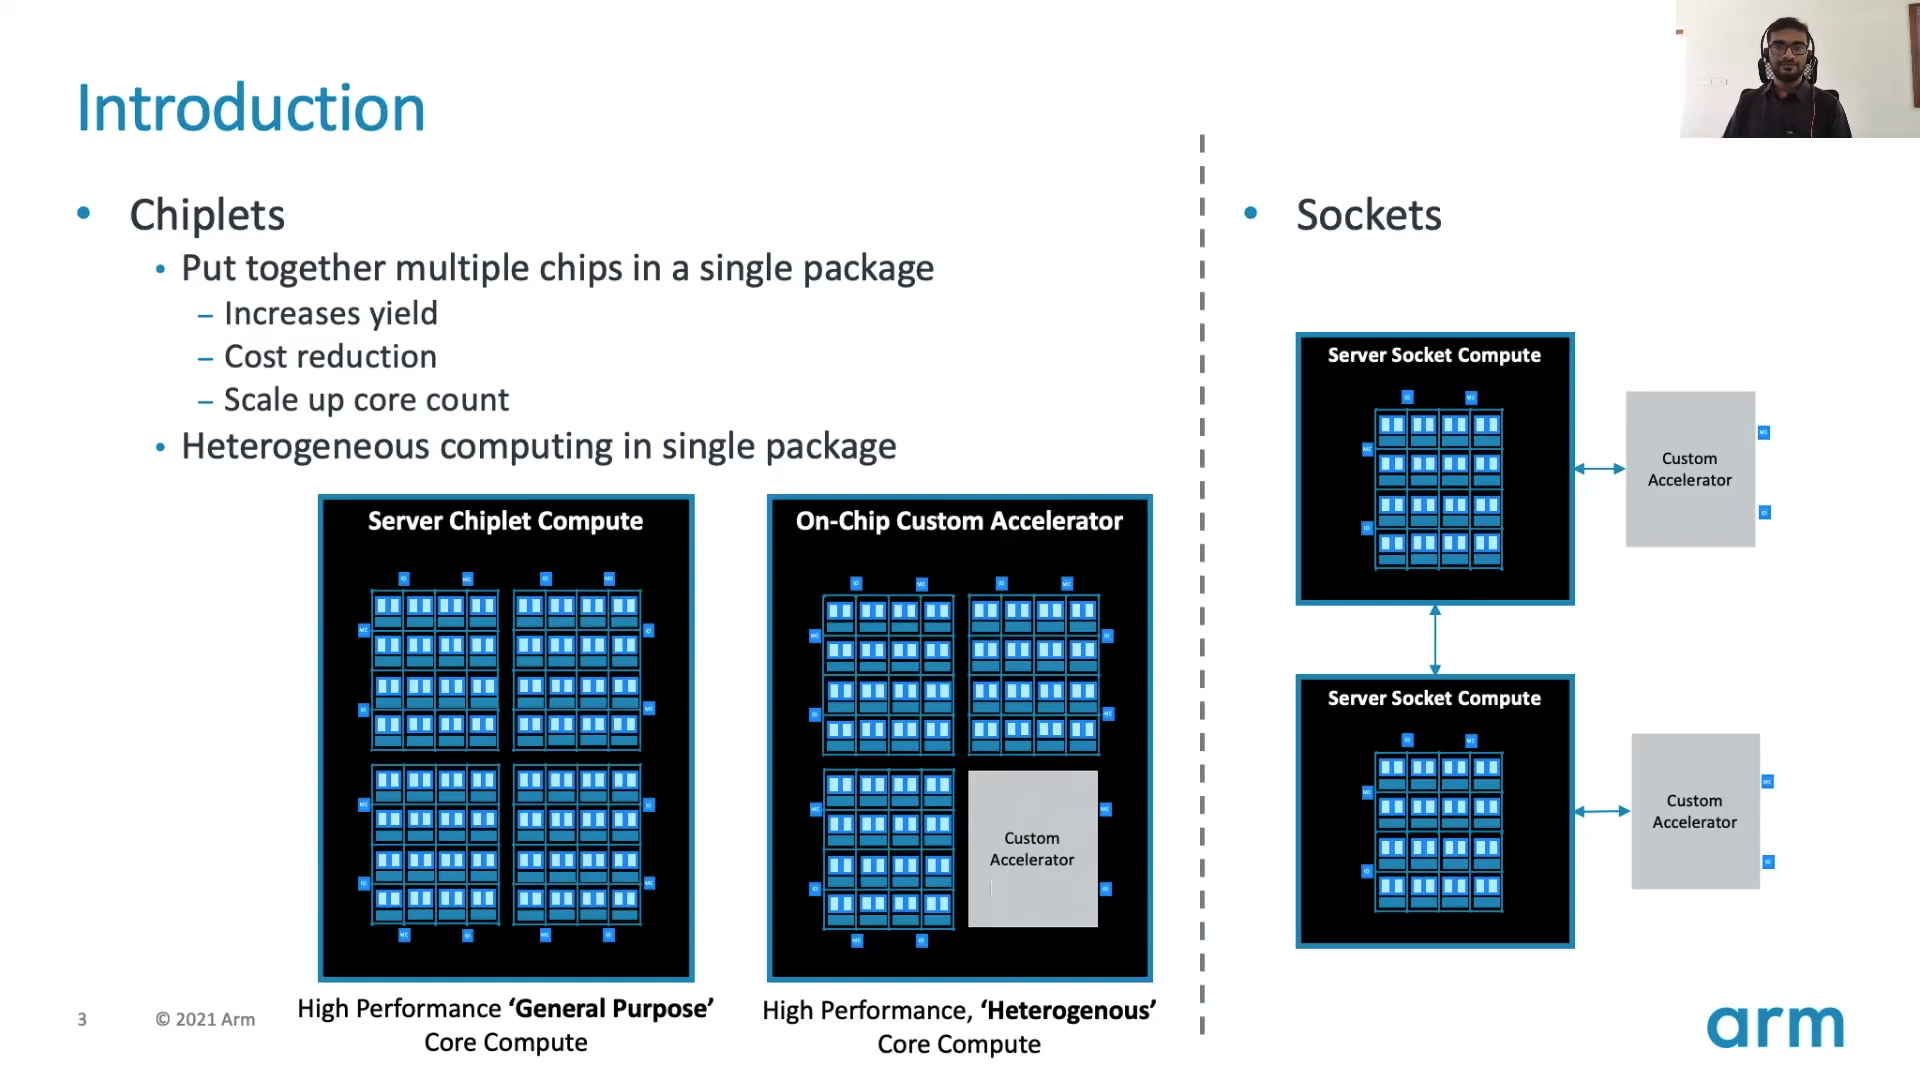 Introduction
• Chiplets
• Put together multiple chips in a single package
– Increases yield
– Cost reduction
– Scale up core count
• Heterogeneous computing in single package
Server Chiplet Compute
High Performance ‘General Purpose’
Core Compute
On-Chip Custom Accelerator
Custom
Accelerator
High Performance, ‘Heterogenous’
Core Compute
• Sockets
Server Socket Compute
Custom
Accelerator
Server Socket Compute
Custom
Accelerator
3
© 2021 Arm
arm